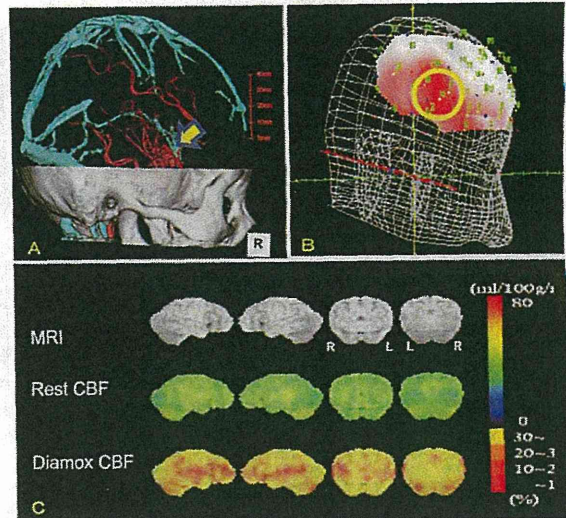 A
R
B
(ml/100g/
80
MRI
R L L R
Rest CBF
0
30~
Diamox CBF
20~3
10~2
~1
(%)
C